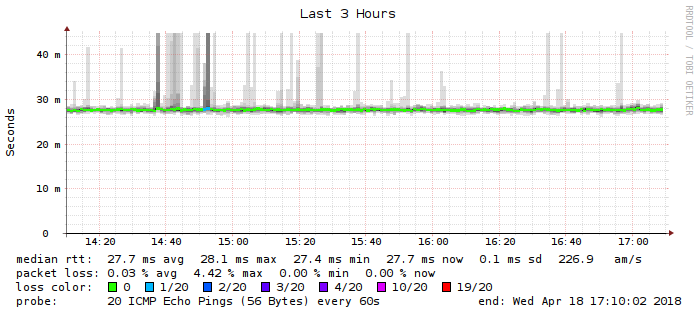 Last 3 Hours
RRDTOOL / TOBI OETIKER
Seconds
40 m
30 m
20 m
10 m
0
14:20 14:40 15:00 15:20 15:40 16:00 16:20 16:40 17:00
median rtt: 27.7 ms avg 28.1 ms max 27.4 ms min 27.7 ms now 0.1 ms sd 226.9 am/s
packet loss: 0.03 % avg 4.42 % max 0.00 % min 0.00 % now
loss color: 0 1/20 2/20 3/20 4/20 10/20 19/20
probe: 20 ICMP Echo Pings (56 Bytes) every 60s end: Wed Apr 18 17:10:02 2018